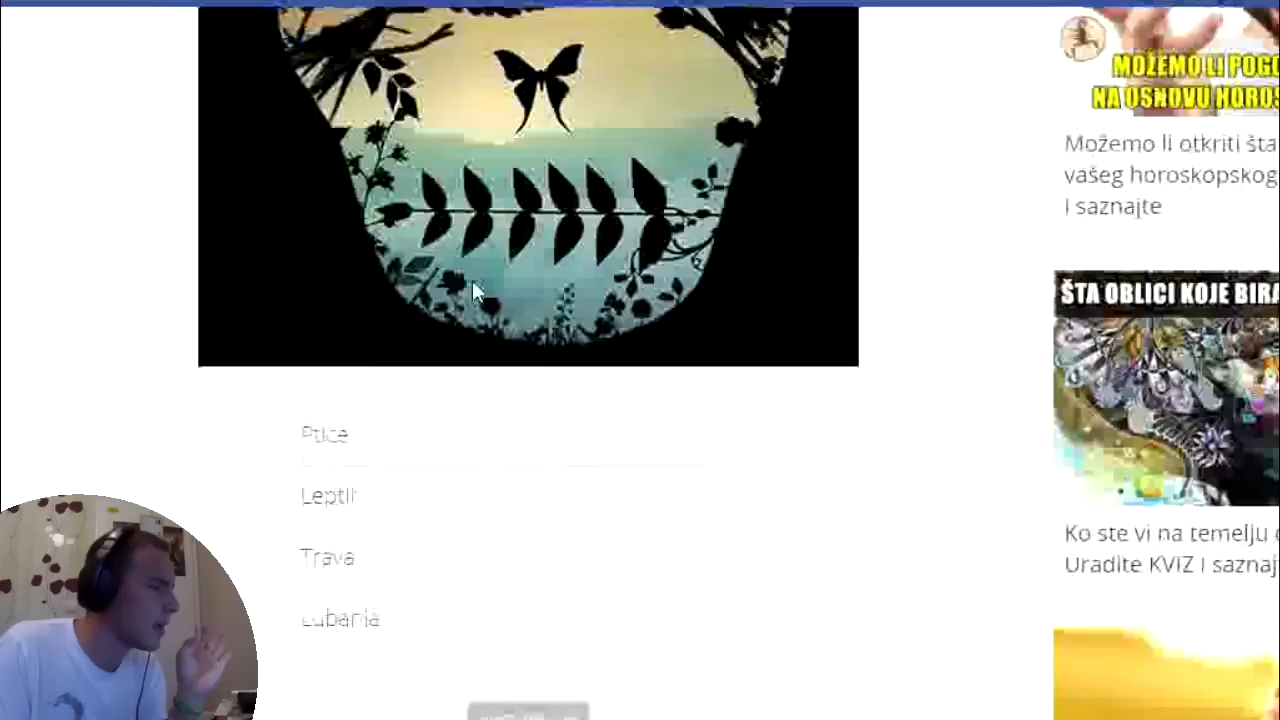 MOŽEMO LI POGO
NA OSNOVU HOROS
Možemo li otkriti šta
vašeg horoskopskog
i saznajte
ŠTA OBLICI KOJE BIRA
Ptice
Leptir
Trava
Lubanja
Ko ste vi na temelju
Uradite KVIZ i saznaj